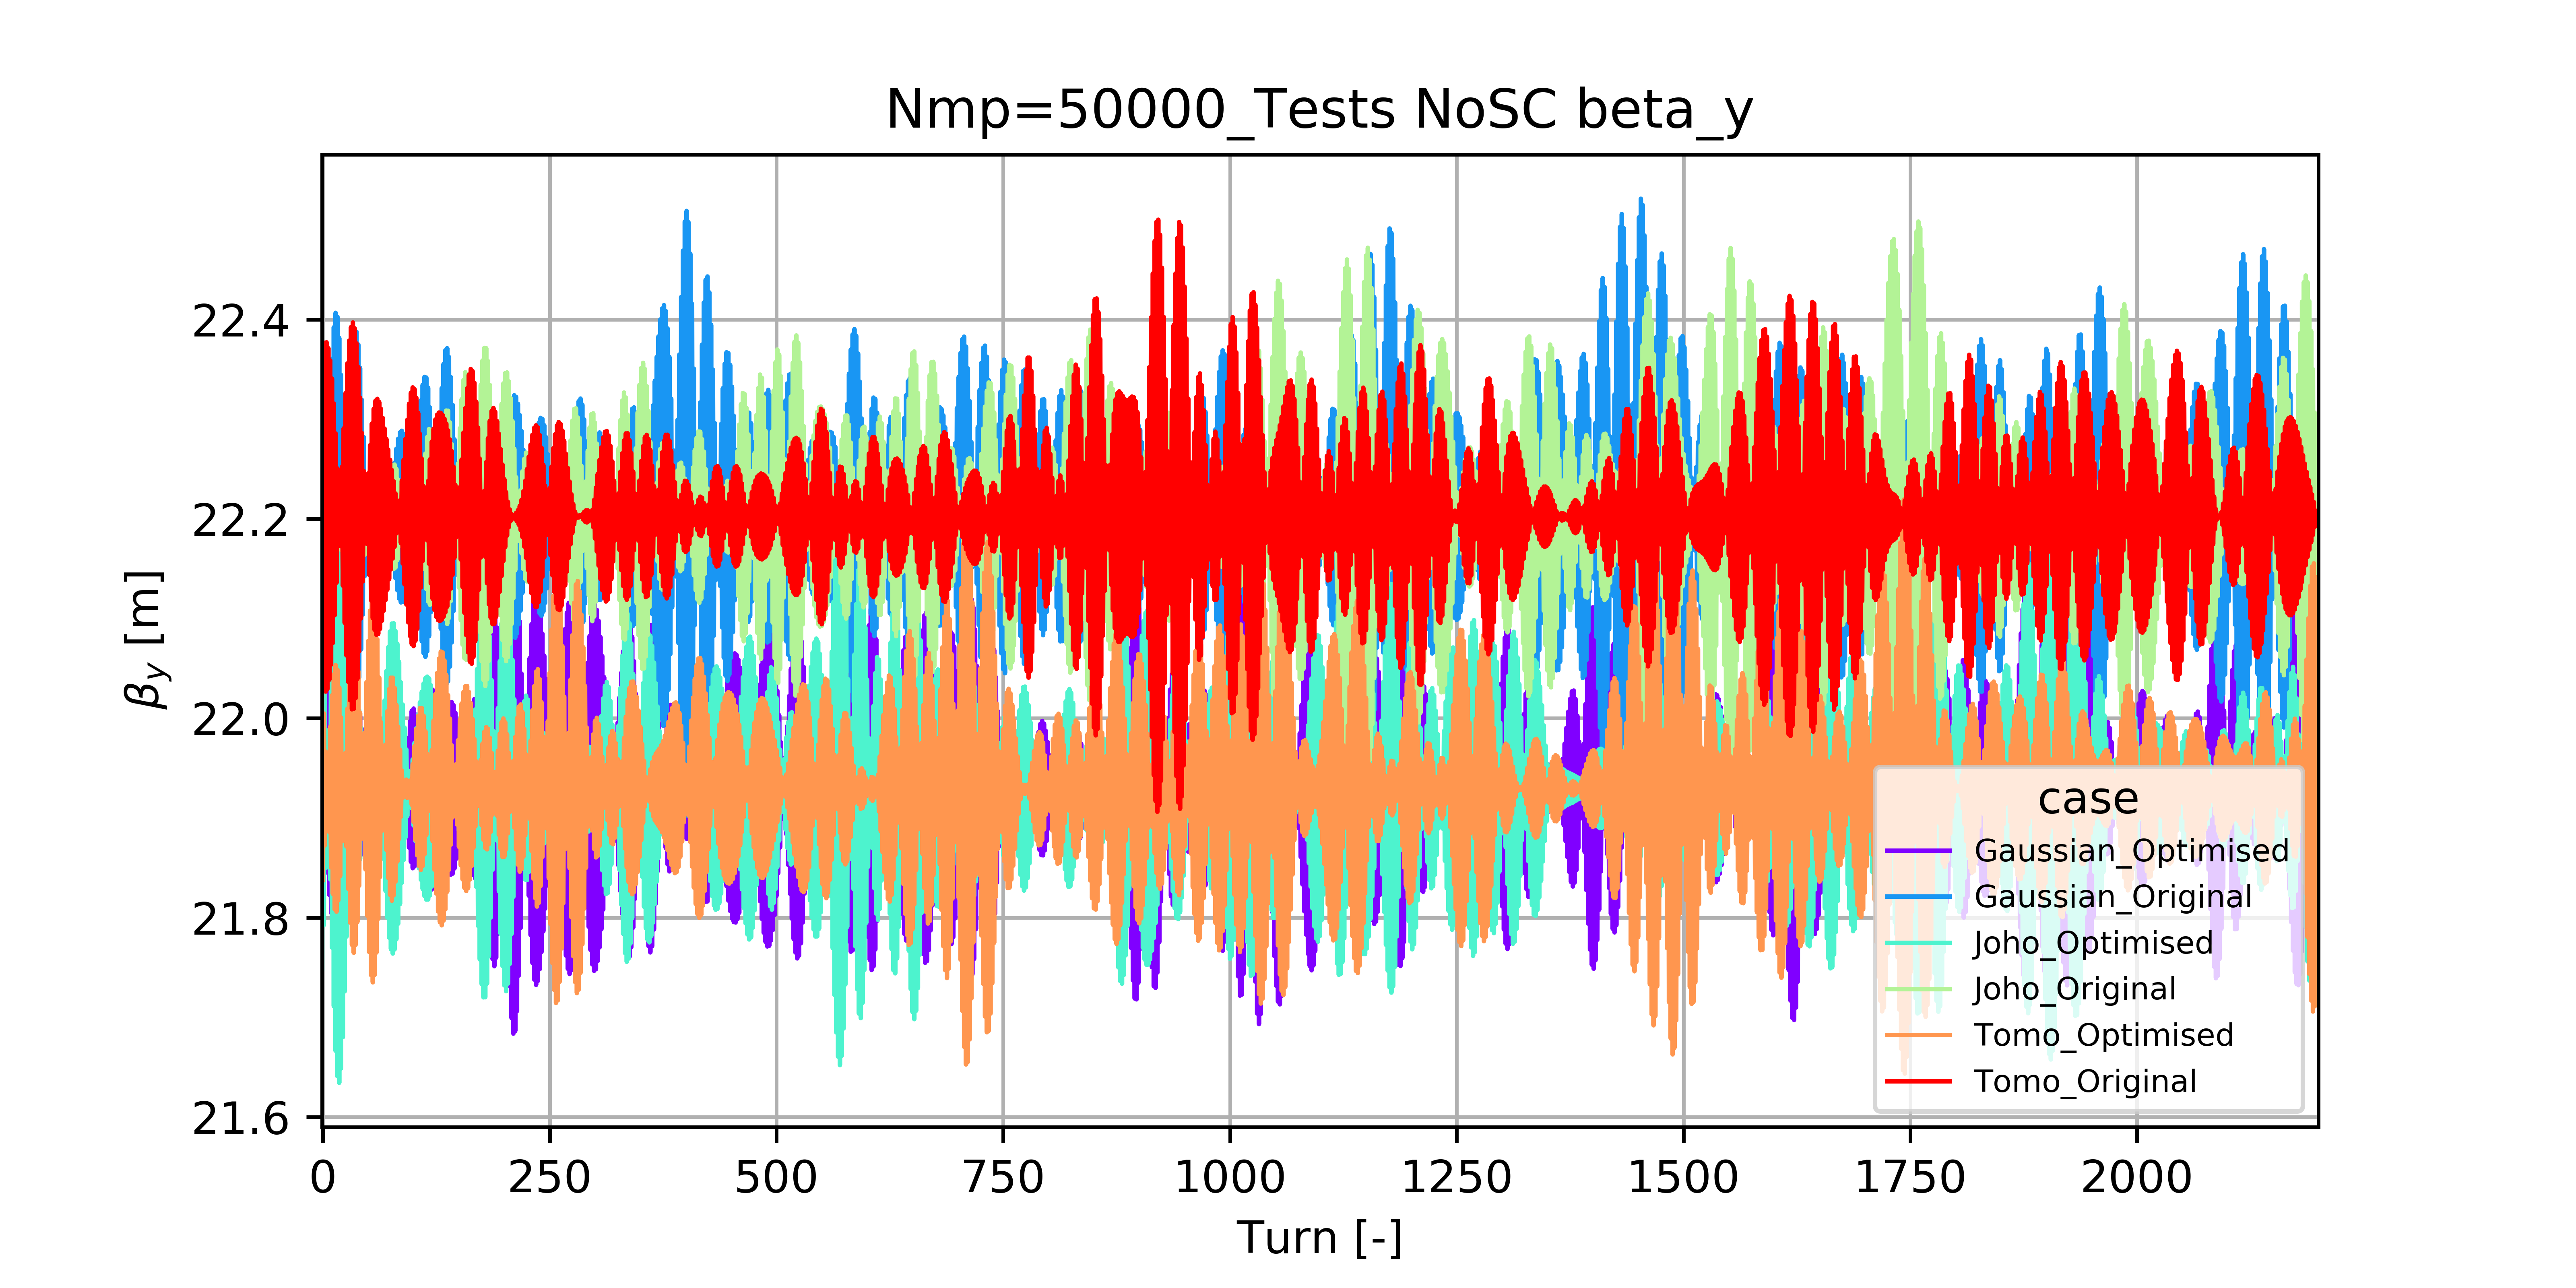 Nmp=50000_Tests NoSC beta_y
22.4
22.2
22.0
21.8
21.6
βy [m]
0 250 500 750 1000 1250 1500 1750 2000
Turn [-]
case
Gaussian_Optimised
Gaussian_Original
Joho_Optimised
Joho_Original
Tomo_Optimised
Tomo_Original